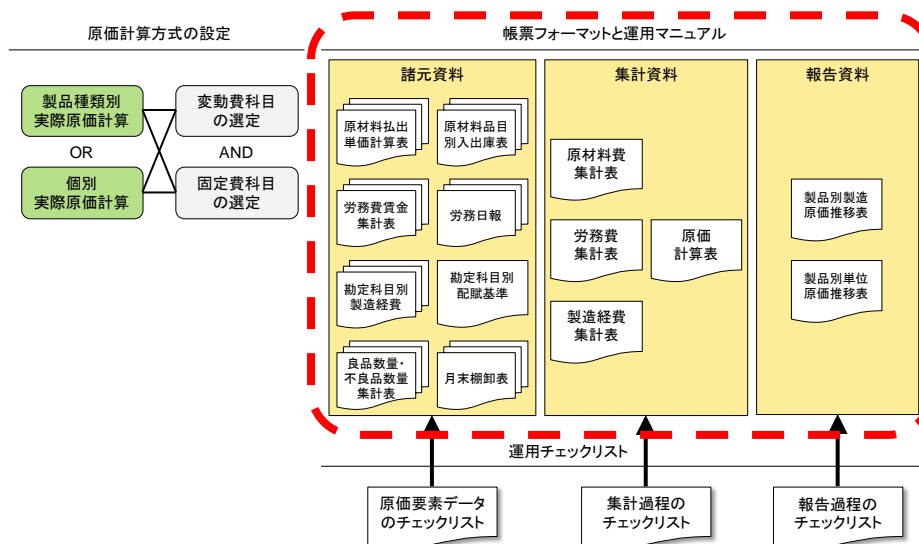 原価計算方式の設定
製品種類別
実際原価計算
OR
個別
実際原価計算
変動費科目
の選定
AND
固定費科目
の選定
帳票フォーマットと運用マニュアル
諸元資料
原材料払出
単価計算表
原材料品目
別入出庫表
労務費賃金
集計表
労務日報
勘定科目別
製造経費
勘定科目別
配賦基準
良品数量・
不良品数量
集計表
月末棚卸表
集計資料
原材料費
集計表
労務費
集計表
原価
計算表
製造経費
集計表
報告資料
製品別製造
原価推移表
製品別単位
原価推移表
運用チェックリスト
原価要素データ
のチェックリスト
集計過程の
チェックリスト
報告過程の
チェックリスト